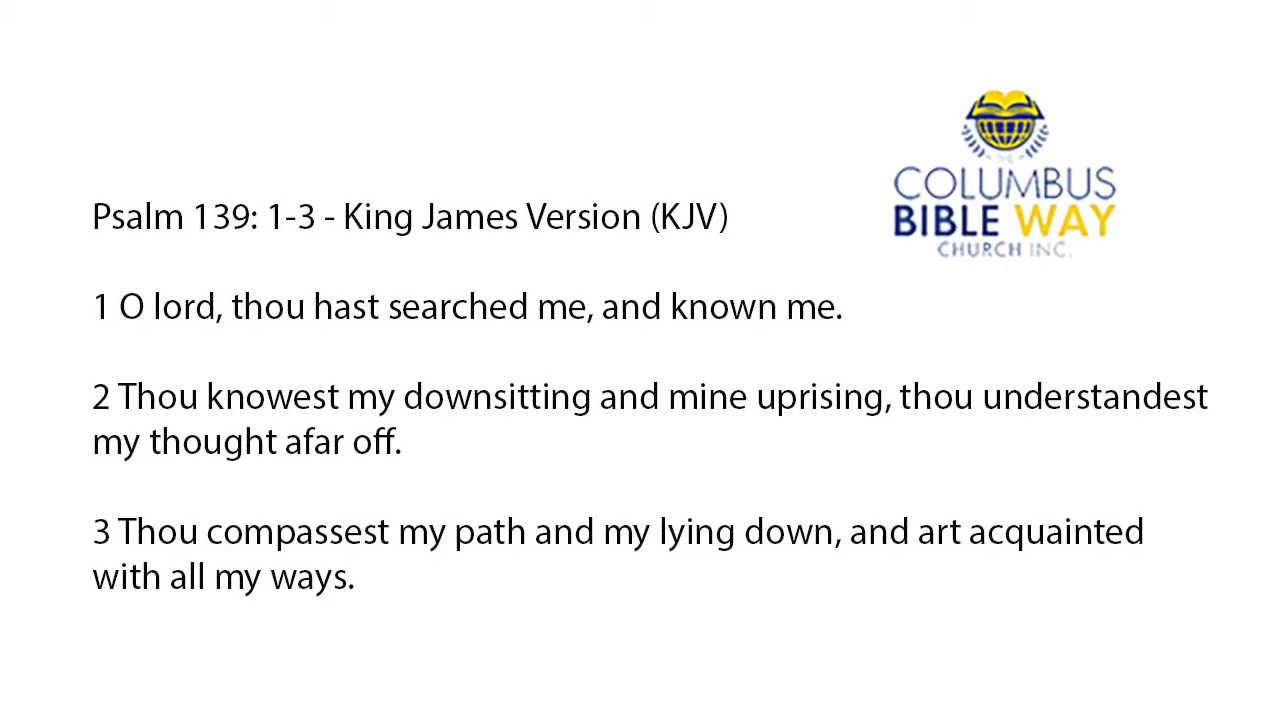 THE
COLUMBUS
BIBLE WAY
CHURCH INC.
Psalm 139: 1-3 - King James Version (KJV)
1 O lord, thou hast searched me, and known me.
2 Thou knowest my downsitting and mine uprising, thou understandest
my thought afar off.
3 Thou compassest my path and my lying down, and art acquainted
with all my ways.